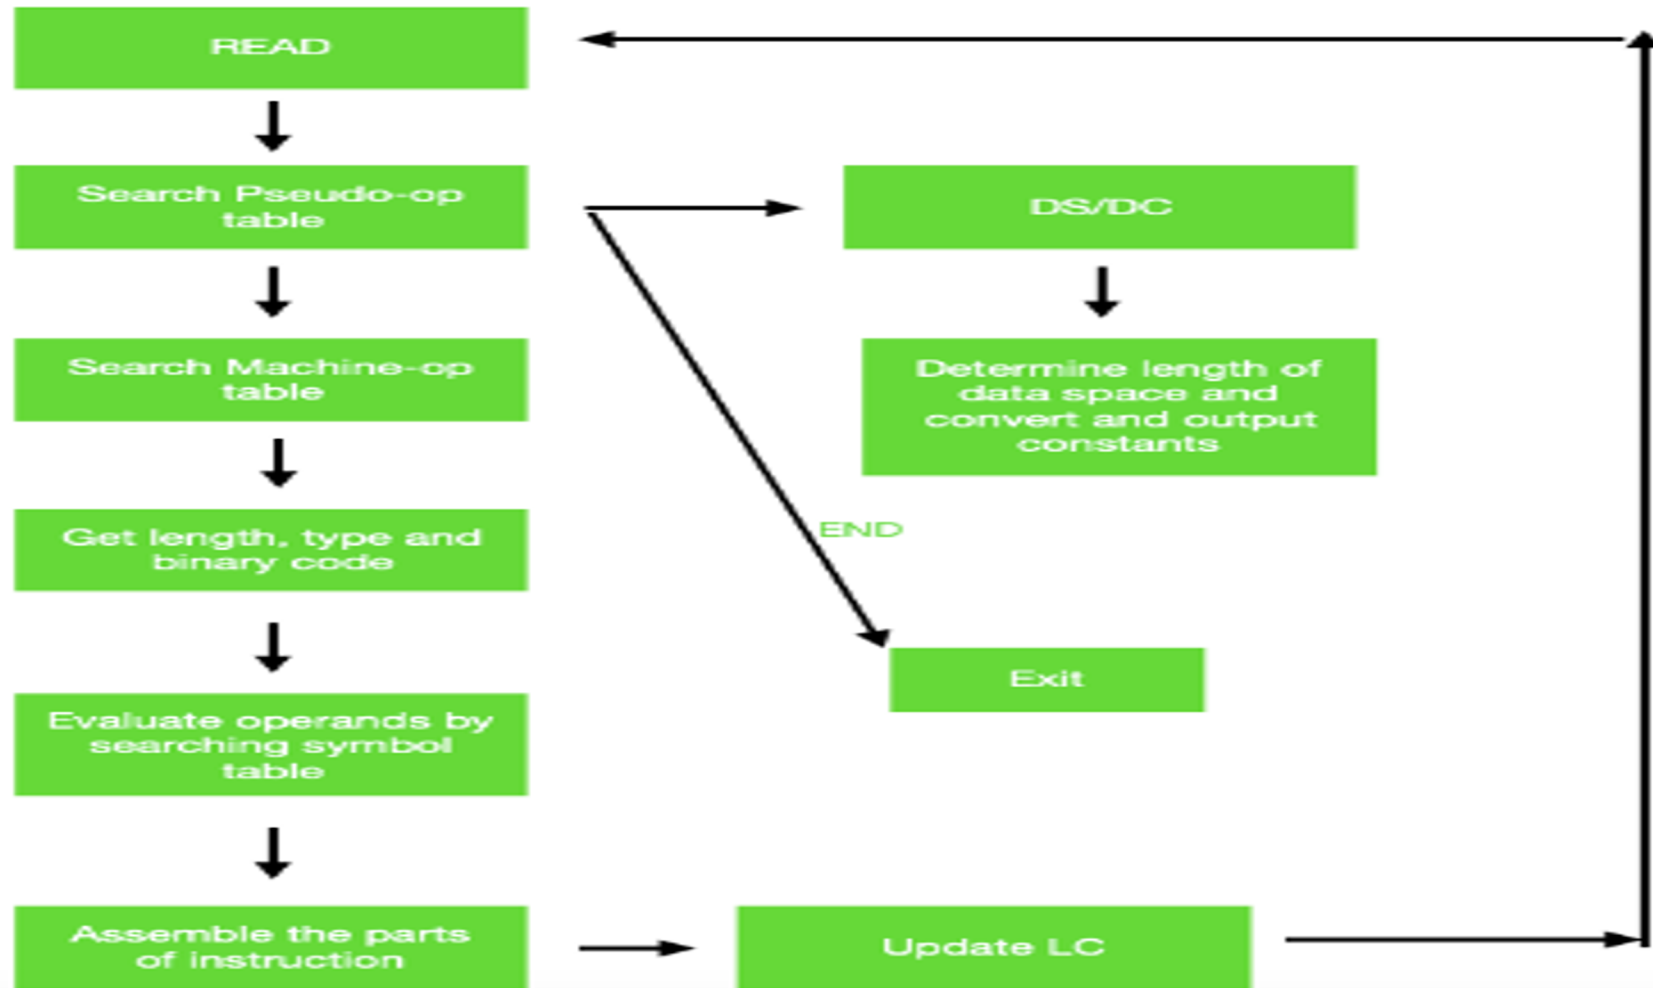 READ
Search Pseudo-op
table
DS/DC
Search Machine-op
table
Determine length of
data space and
convert and output
constants
Get length, type and
binary code
END
Exit
Evaluate operands by
searching symbol
table
Assemble the parts
of instruction
Update LC